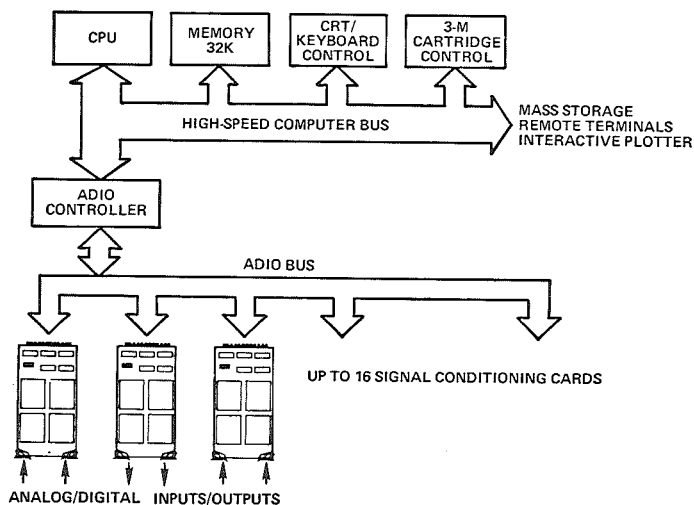 CPU
MEMORY
32K
CRT/
KEYBOARD
CONTROL
3-M
CARTRIDGE
CONTROL
HIGH-SPEED COMPUTER BUS
MASS STORAGE
REMOTE TERMINALS
INTERACTIVE PLOTTER
ADIO
CONTROLLER
ADIO BUS
UP TO 16 SIGNAL CONDITIONING CARDS
ANALOG/DIGITAL INPUTS/OUTPUTS